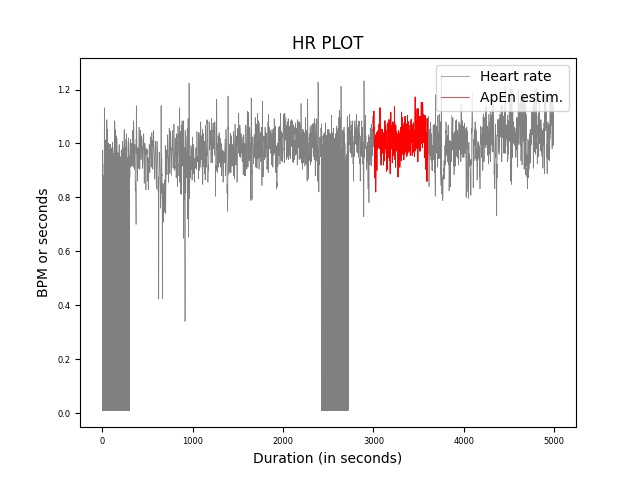 HR PLOT
Heart rate
ApEn estim.
BPM or seconds
1.2
1.0
0.8
0.6
0.4
0.2
0.0
0 1000 2000 3000 4000 5000
Duration (in seconds)